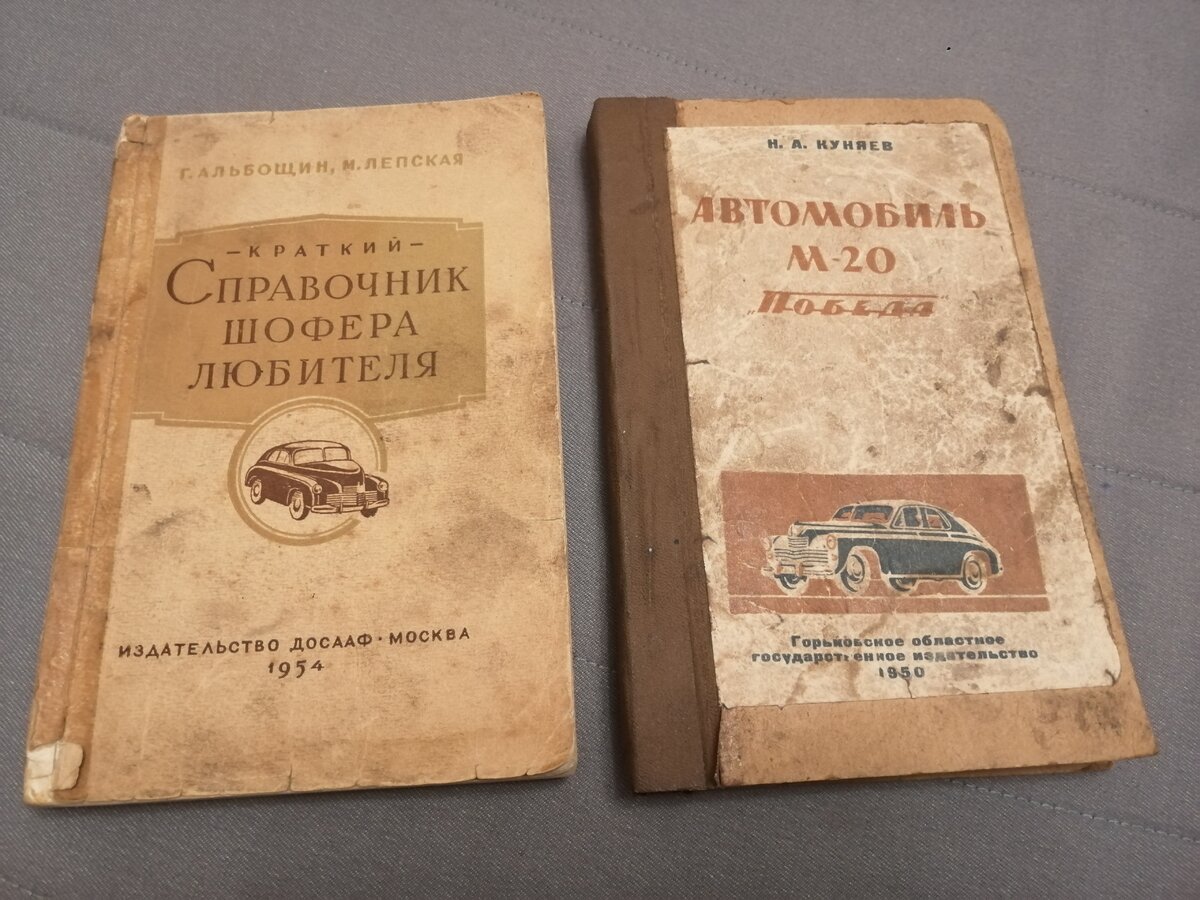 Г. АЛЬБОЩИН, М. ЛЕПСКАЯ
— КРАТКИЙ —
СПРАВОЧНИК
ШОФЕРА
ЛЮБИТЕЛЯ
ИЗДАТЕЛЬСТВО ДОСААФ · МОСКВА
1954
Н. А. КУНЯЕВ
АВТОМОБИЛЬ
М-20
„ПОБЕДА“
Горьковское областное
государственное издательство
1950